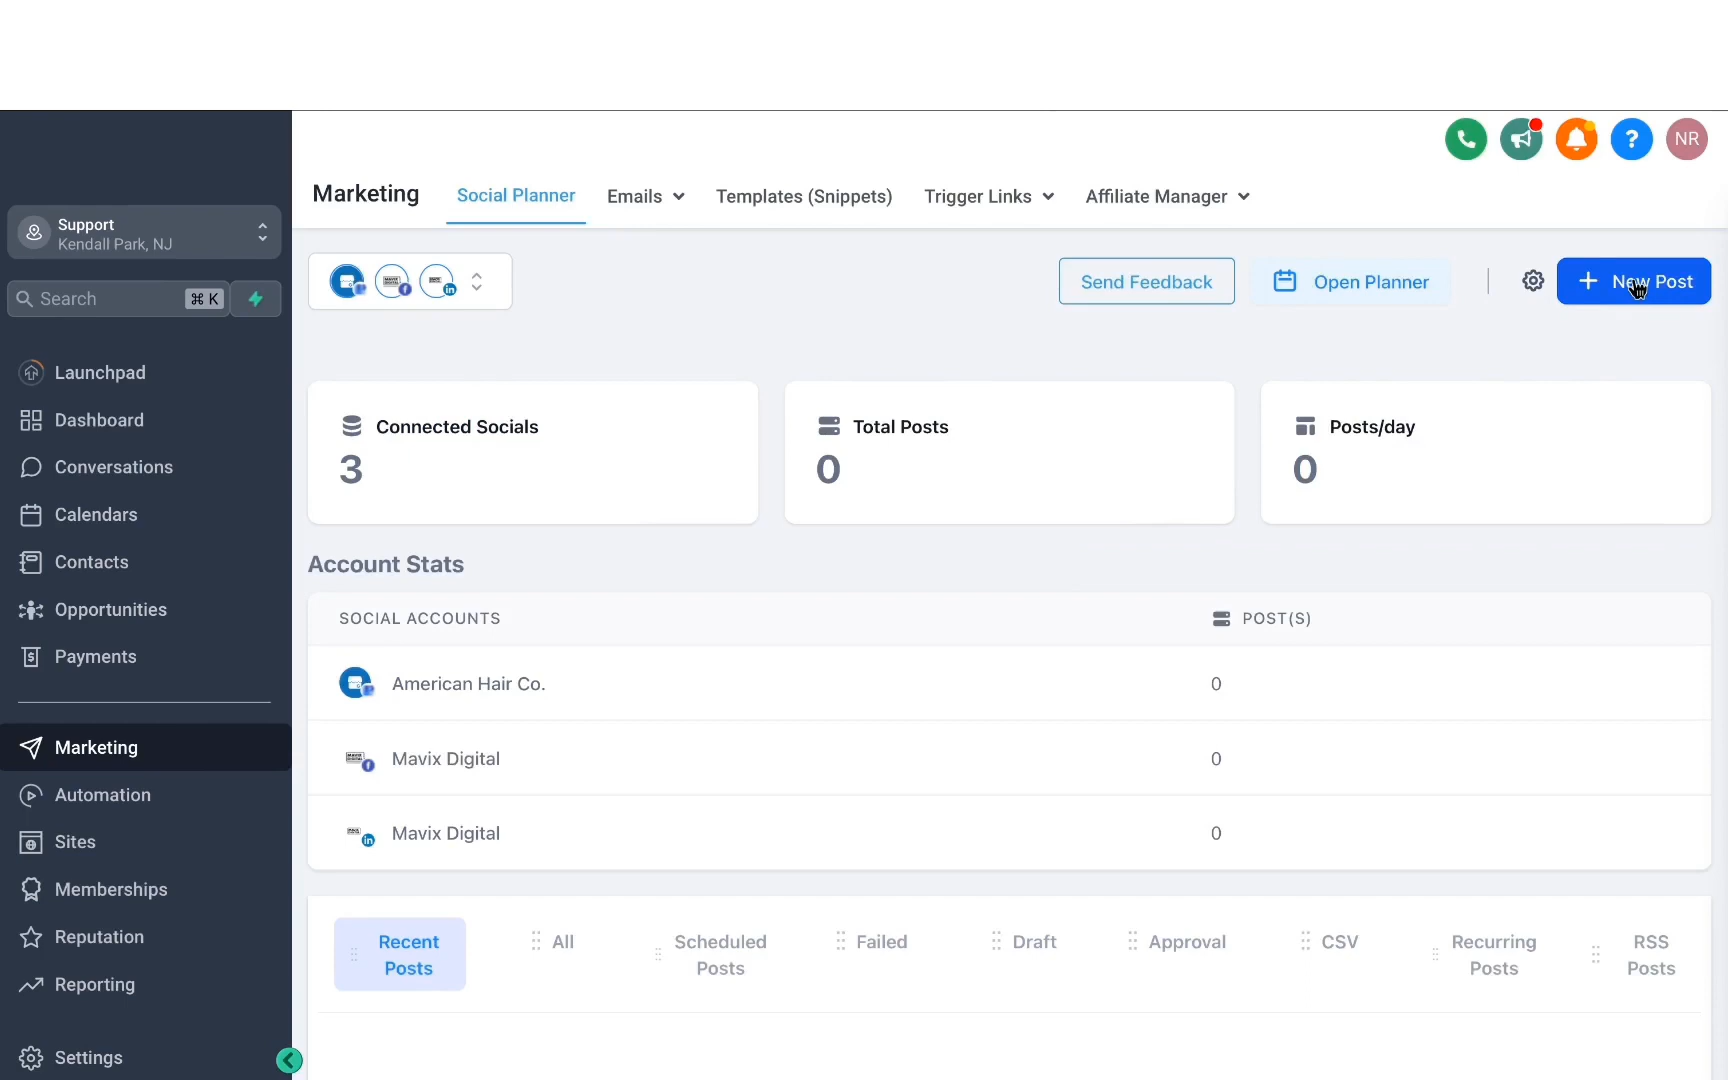 NR
Marketing
Social Planner
Emails
Templates (Snippets)
Trigger Links
Affiliate Manager
Support
Kendall Park, NJ
Search
⌘ K
Launchpad
Dashboard
Conversations
Calendars
Contacts
Opportunities
Payments
Marketing
Automation
Sites
Memberships
Reputation
Reporting
Settings
Send Feedback
Open Planner
New Post
Connected Socials
3
Total Posts
0
Posts/day
0
Account Stats
SOCIAL ACCOUNTS
POST(S)
American Hair Co.
0
Mavix Digital
0
Mavix Digital
0
Recent
Posts
All
Scheduled
Posts
Failed
Draft
Approval
CSV
Recurring
Posts
RSS
Posts